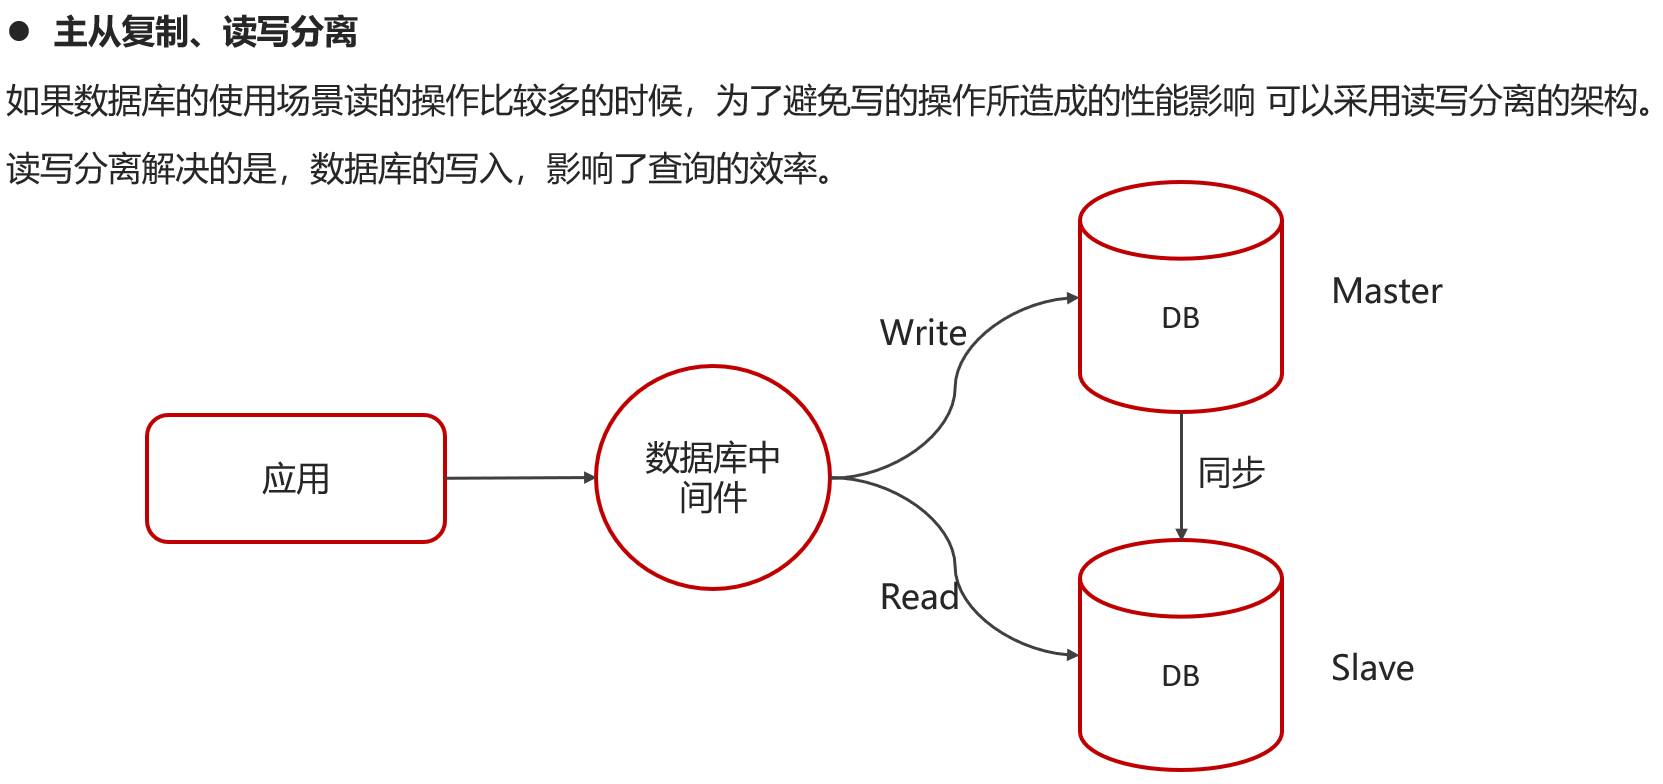 ● 主从复制、读写分离
如果数据库的使用场景读的操作比较多的时候，为了避免写的操作所造成的性能影响 可以采用读写分离的架构。
读写分离解决的是，数据库的写入，影响了查询的效率。
Master
DB
Write
应用
数据库中
间件
同步
Read
Slave
DB